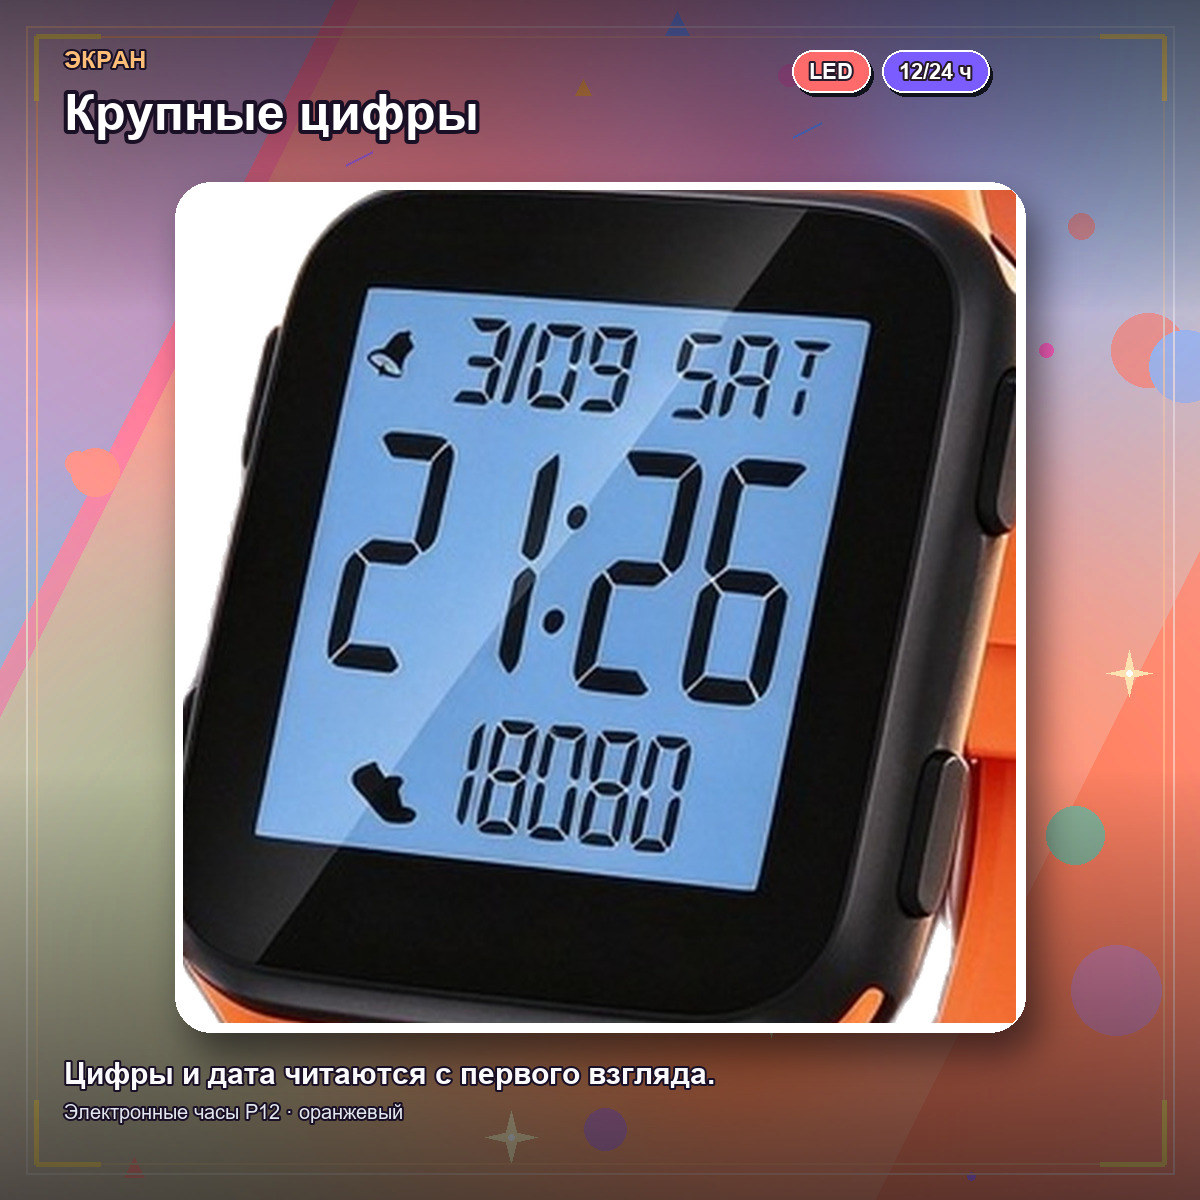 ЭКРАН
Крупные цифры
LED
12/24 ч
3/09 SAT
21:26
18080
Цифры и дата читаются с первого взгляда.
Электронные часы P12 · оранжевый